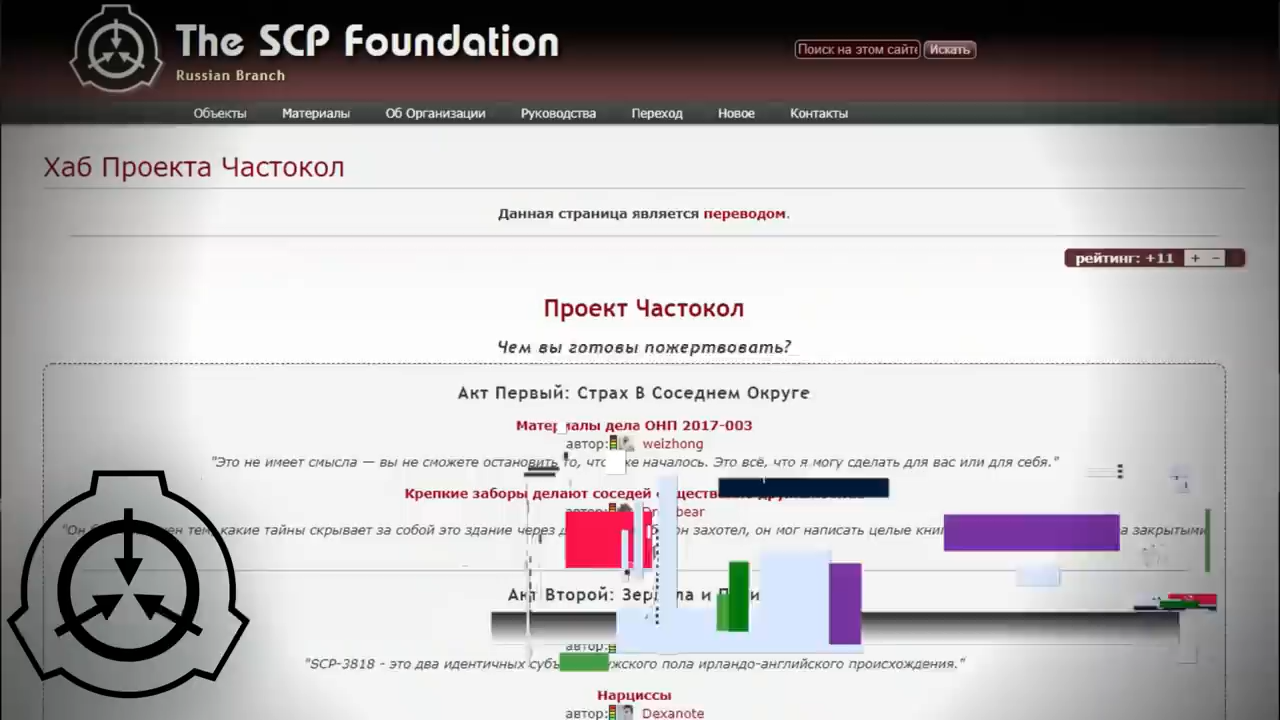 The SCP Foundation
Russian Branch
Поиск на этом сайте Искать
Объекты Материалы Об Организации Руководства Переход Новое Контакты
Хаб Проекта Частокол
Данная страница является переводом.
рейтинг: +11 + −
Проект Частокол
Чем вы готовы пожертвовать?
Акт Первый: Страх В Соседнем Округе
Материалы дела ОНП 2017-003
автор: weizhong
"Это не имеет смысла — вы не сможете остановить то, что же началось. Это всё, что я могу сделать для вас или для себя."
Крепкие заборы делают соседей
какие тайны скрывает за собой это здание через
он захотел, он мог написать целые
закрытыми
Акт Второй: и
автор:
"SCP-3818 - это два идентичных ирландо-английского происхождения."
Нарциссы
автор: Dexanote